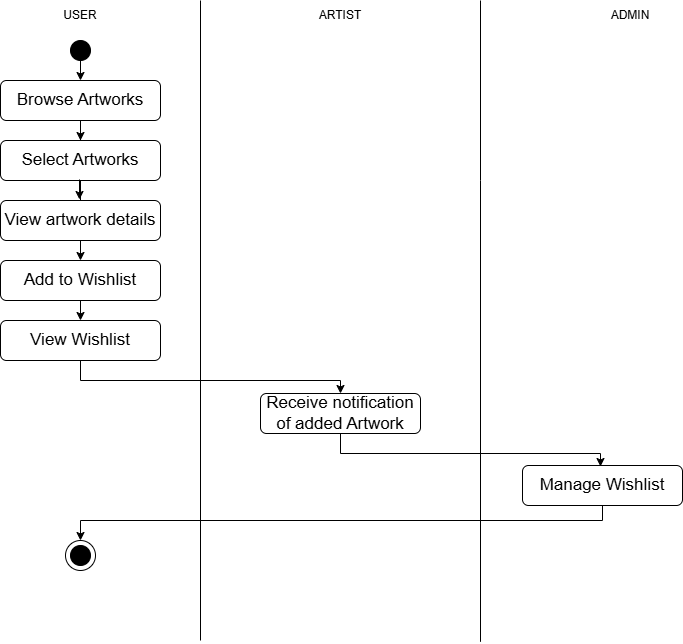 USER
ARTIST
ADMIN
Browse Artworks
Select Artworks
View artwork details
Add to Wishlist
View Wishlist
Receive notification
of added Artwork
Manage Wishlist